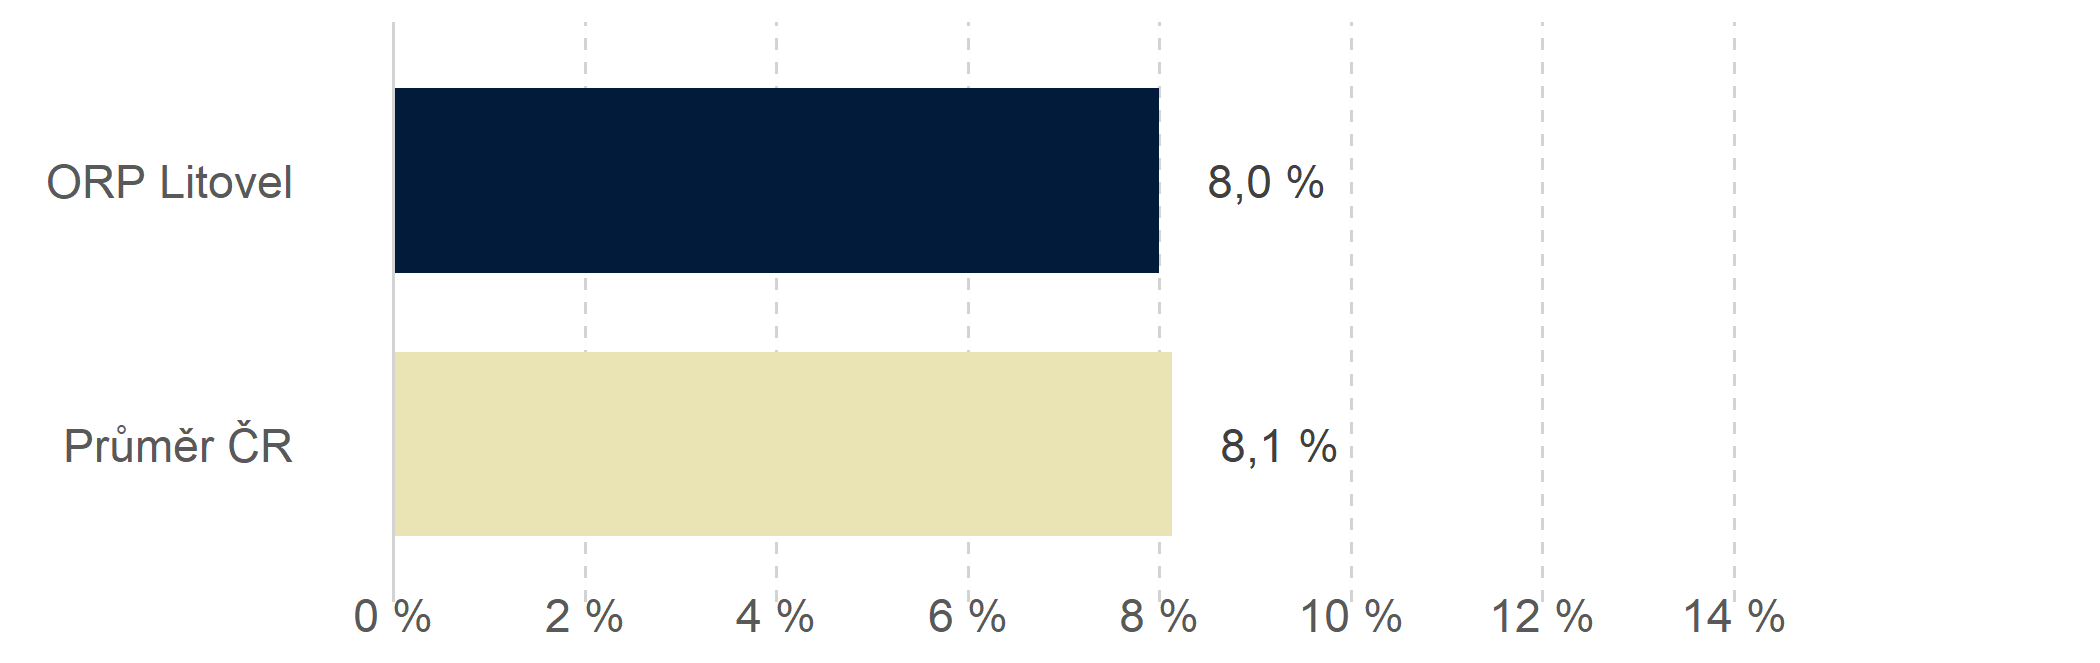 ORP Litovel
8,0 %
Průměr ČR
8,1 %
0 % 2 % 4 % 6 % 8 % 10 % 12 % 14 %